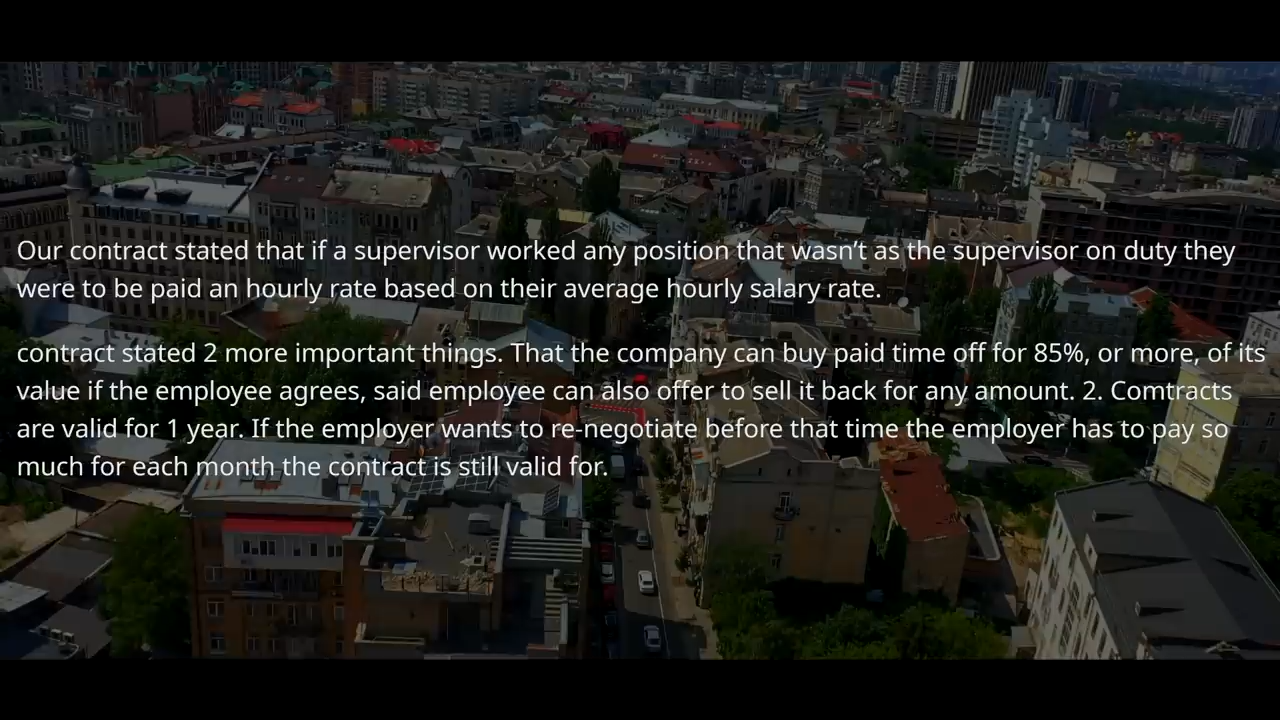 Our contract stated that if a supervisor worked any position that wasn’t as the supervisor on duty they
were to be paid an hourly rate based on their average hourly salary rate.
contract stated 2 more important things. That the company can buy paid time off for 85%, or more, of its
value if the employee agrees, said employee can also offer to sell it back for any amount. 2. Comtracts
are valid for 1 year. If the employer wants to re-negotiate before that time the employer has to pay so
much for each month the contract is still valid for.